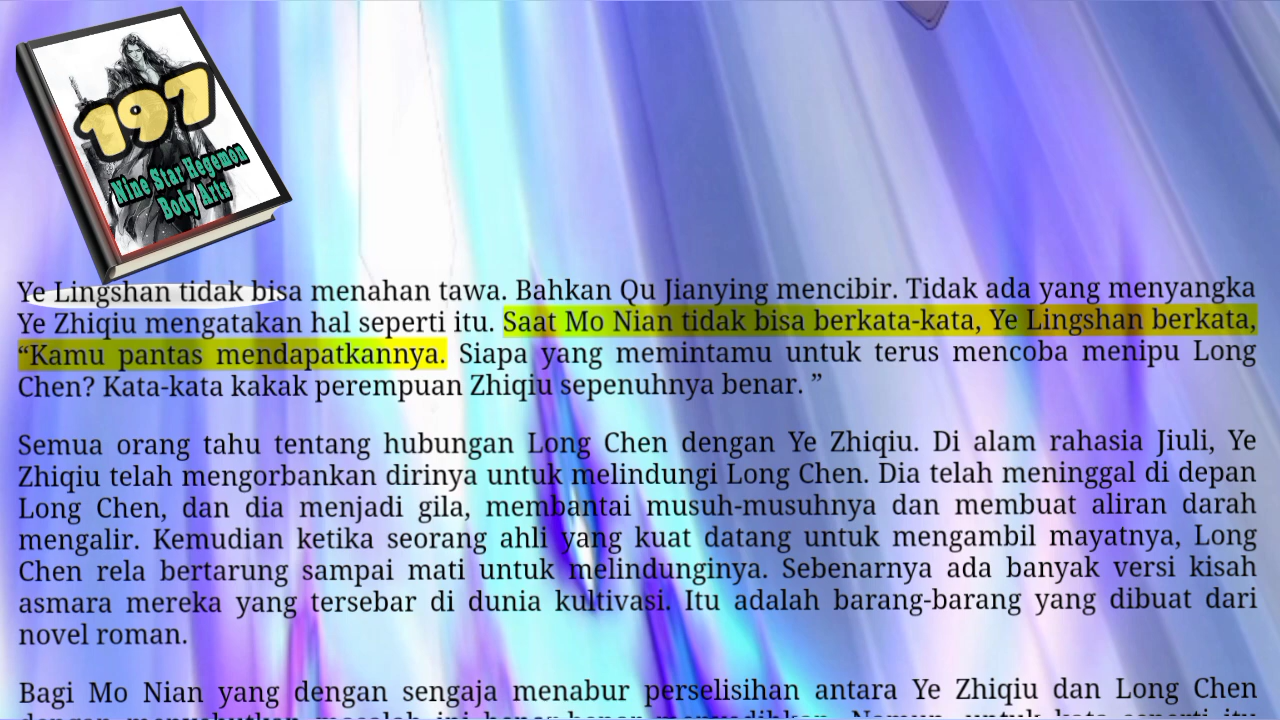 197
Nine Star Hegemon
Body Arts
Ye Lingshan tidak bisa menahan tawa. Bahkan Qu Jianying mencibir. Tidak ada yang menyangka
Ye Zhiqiu mengatakan hal seperti itu. Saat Mo Nian tidak bisa berkata-kata, Ye Lingshan berkata,
“Kamu pantas mendapatkannya. Siapa yang memintamu untuk terus mencoba menipu Long
Chen? Kata-kata kakak perempuan Zhiqiu sepenuhnya benar. ”
Semua orang tahu tentang hubungan Long Chen dengan Ye Zhiqiu. Di alam rahasia Jiuli, Ye
Zhiqiu telah mengorbankan dirinya untuk melindungi Long Chen. Dia telah meninggal di depan
Long Chen, dan dia menjadi gila, membantai musuh-musuhnya dan membuat aliran darah
mengalir. Kemudian ketika seorang ahli yang kuat datang untuk mengambil mayatnya, Long
Chen rela bertarung sampai mati untuk melindunginya. Sebenarnya ada banyak versi kisah
asmara mereka yang tersebar di dunia kultivasi. Itu adalah barang-barang yang dibuat dari
novel roman.
Bagi Mo Nian yang dengan sengaja menabur perselisihan antara Ye Zhiqiu dan Long Chen